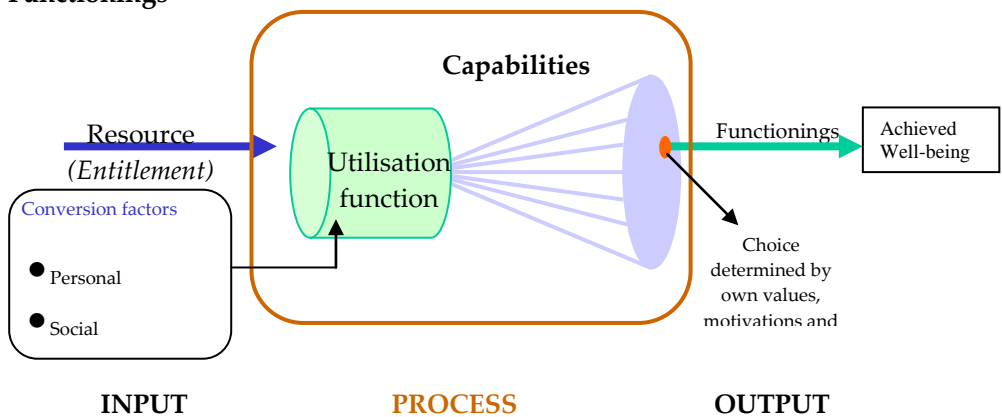 Capabilities
Resource
(Entitlement)
Utilisation
function
Functionings
Achieved
Well-being
Conversion factors
Personal
Social
Choice
determined by
own values,
motivations and
INPUT
PROCESS
OUTPUT